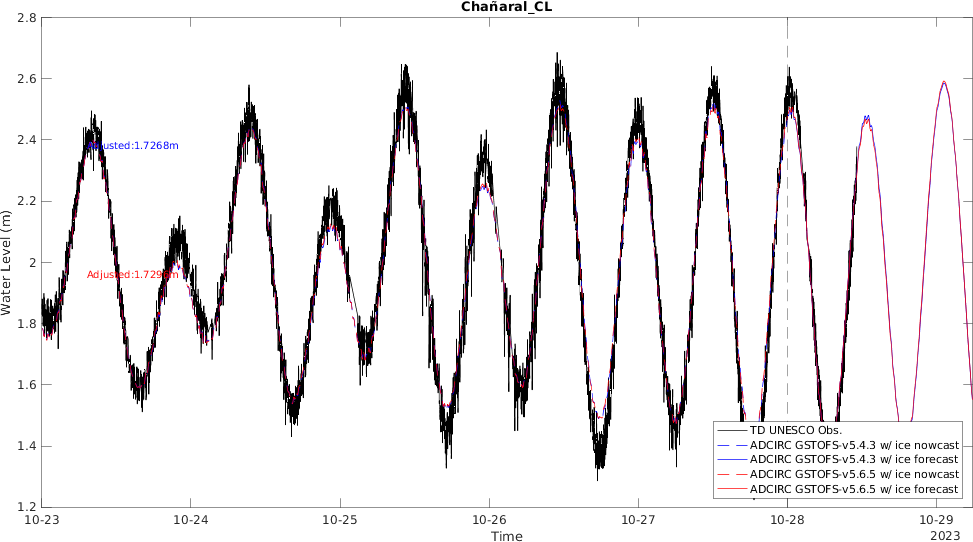 Chañaral_CL
2.8
2.6
2.4
2.2
2
1.8
1.6
1.4
1.2
Water Level (m)
Adjusted:1.7268m
TD UNESCO Obs.
ADCIRC GSTOFS-v5.4.3 w/ ice nowcast
ADCIRC GSTOFS-v5.4.3 w/ ice forecast
ADCIRC GSTOFS-v5.6.5 w/ ice nowcast
ADCIRC GSTOFS-v5.6.5 w/ ice forecast
10-23 10-24 10-25 10-26 10-27 10-28 10-29
2023
Time